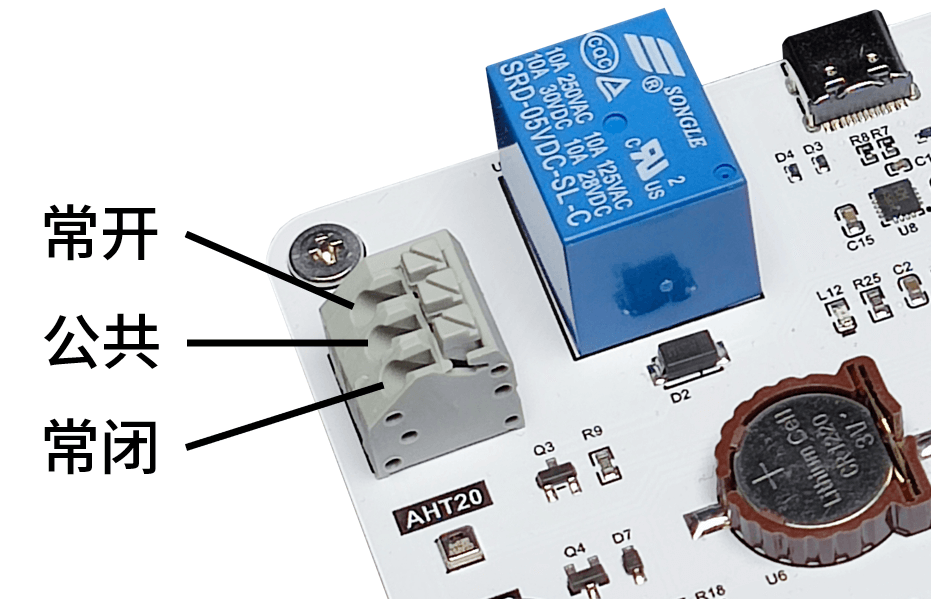 常开
公共
常闭
SONGLE
®
CQC
10A 250VAC 10A 125VAC
10A 30VDC 10A 28VDC
SRD-05VDC-SL-C
c
US
2
D4
D3
R8
R7
C15
U8
L12
R25
C2
D2
Q3
R9
AHT20
Q4
D7
U6
R18
+
Lithium Cell
CR1220
3V